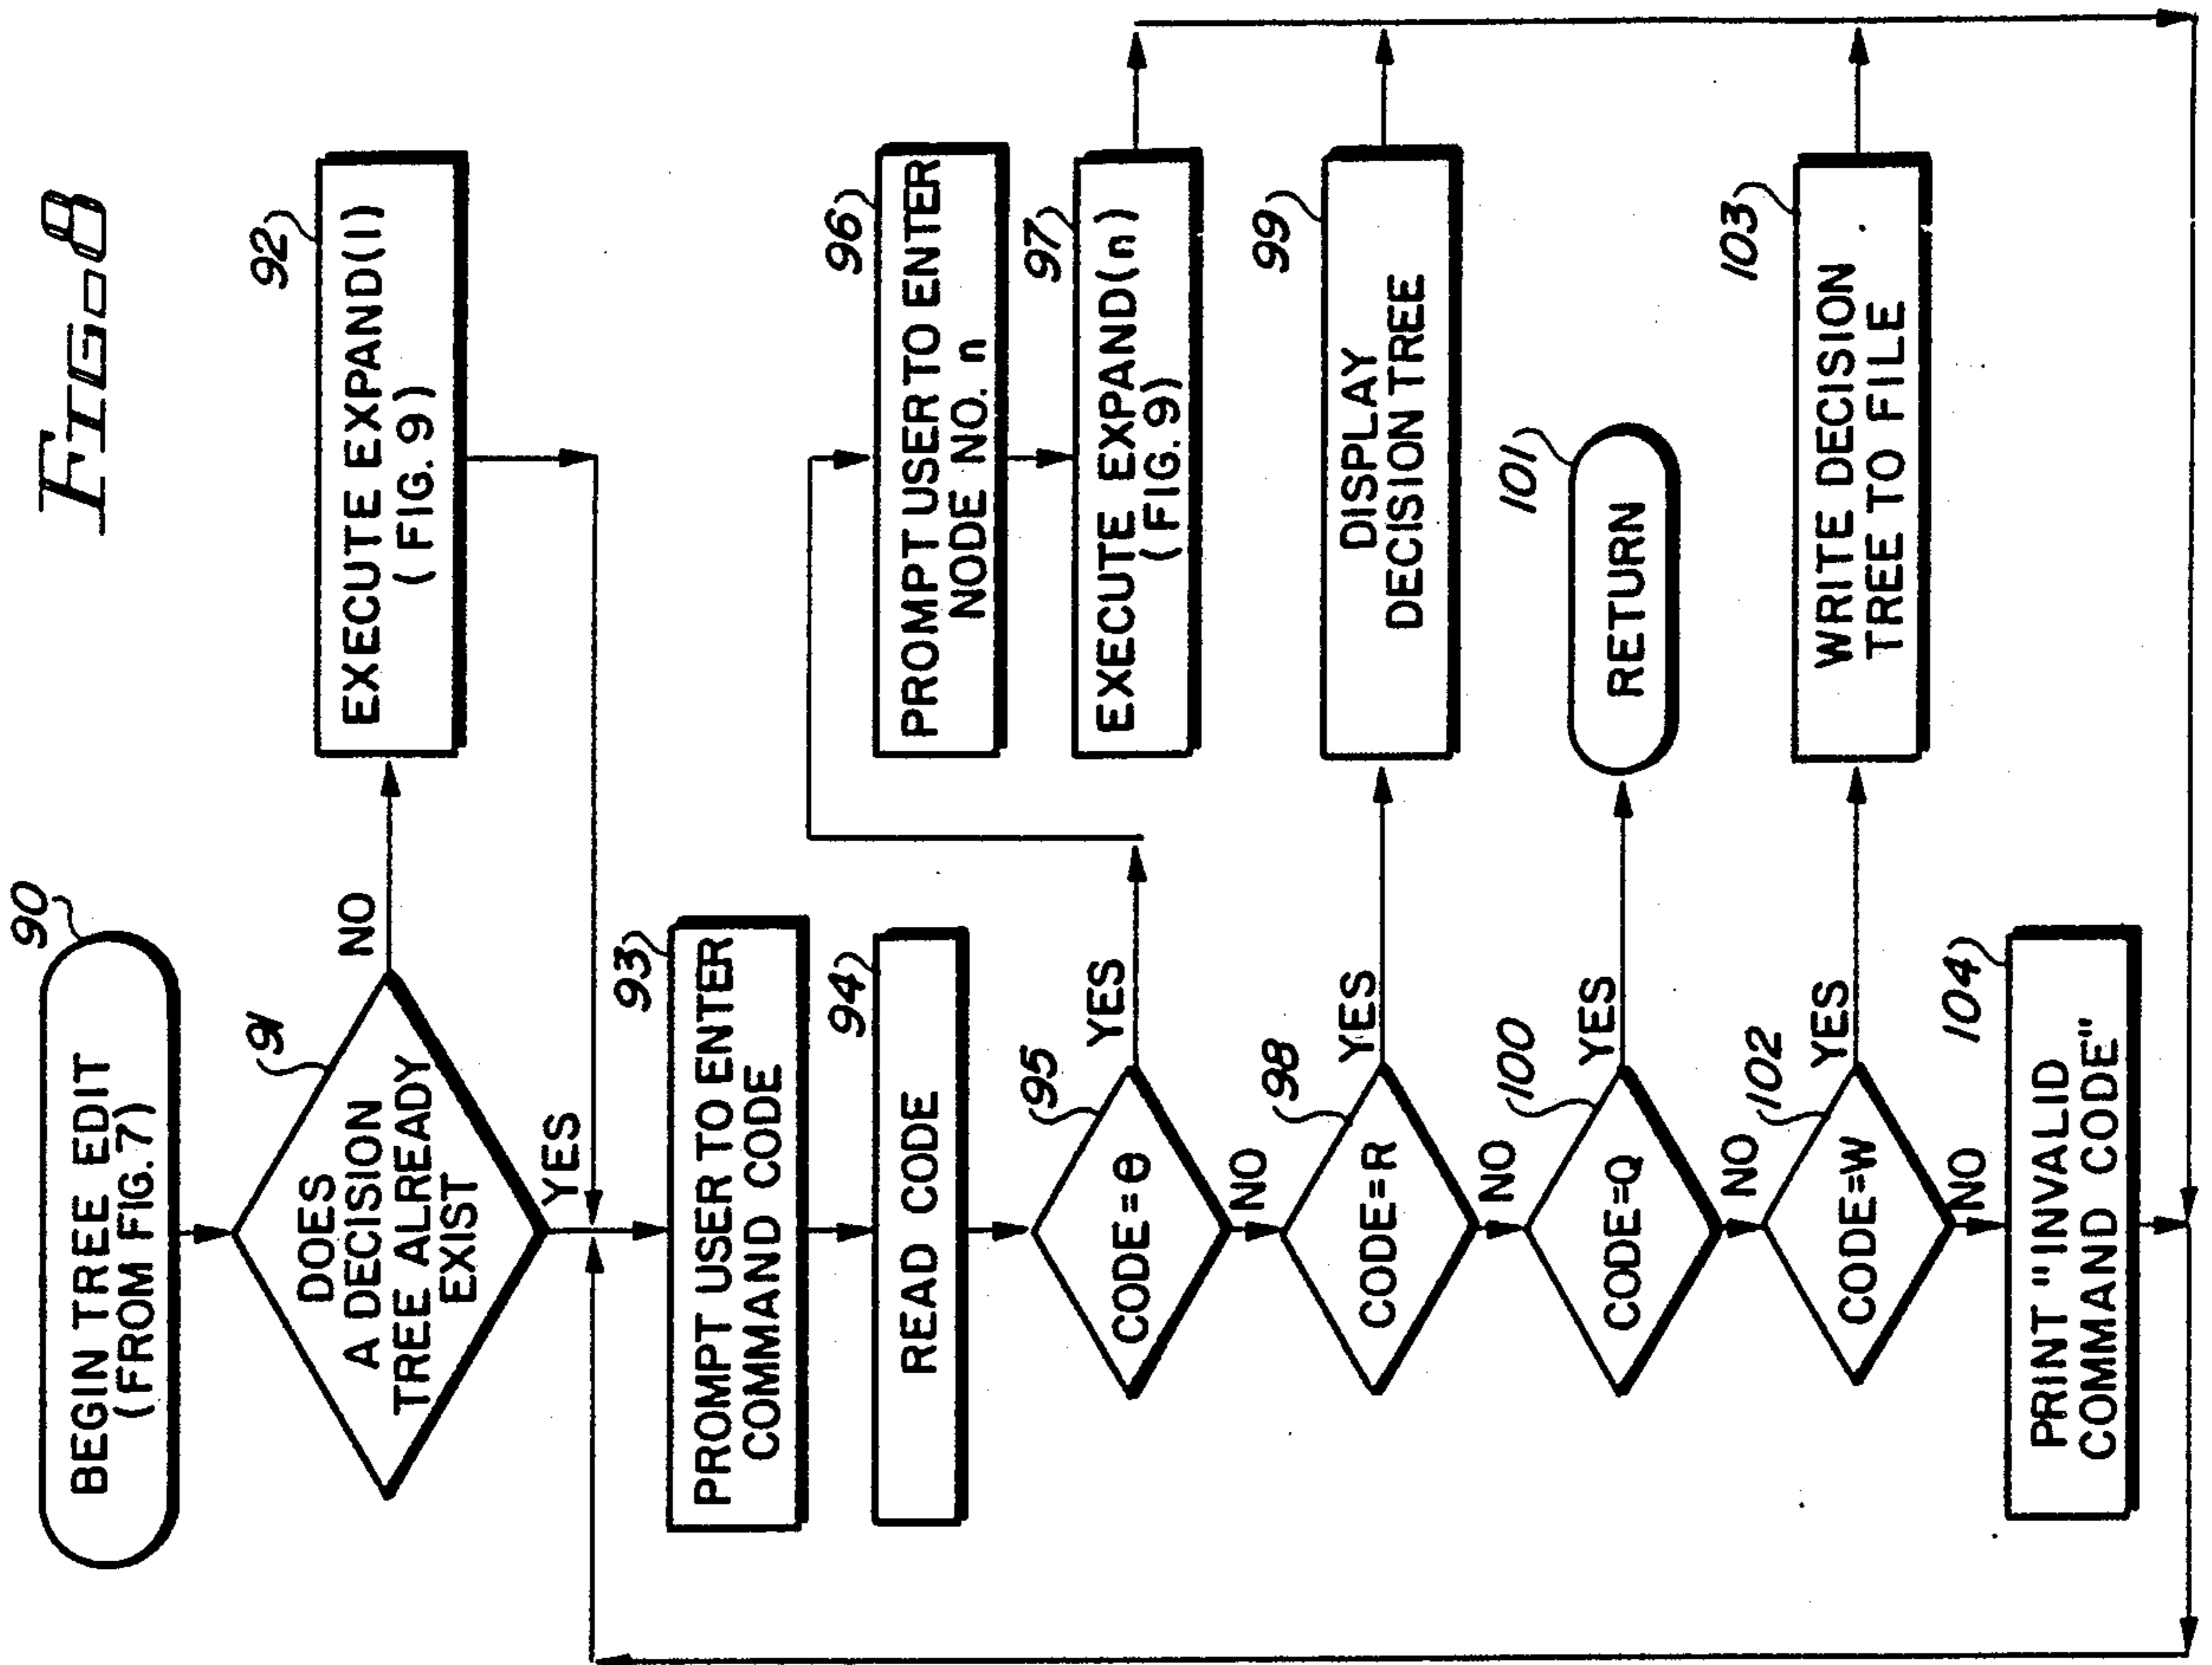 Fig. 8
90
BEGIN TREE EDIT
(FROM FIG. 7)
91
DOES
A DECISION
TREE ALREADY
EXIST
NO
92
EXECUTE EXPAND(1)
(FIG. 9)
YES
93
PROMPT USER TO ENTER
COMMAND CODE
94
READ CODE
95
CODE=θ
YES
96
PROMPT USER TO ENTER
NODE NO. n
97
EXECUTE EXPAND(n)
(FIG. 9)
NO
98
CODE=R
YES
99
DISPLAY
DECISION TREE
NO
100
CODE=Q
YES
101
RETURN
NO
102
CODE=W
YES
103
WRITE DECISION
TREE TO FILE
NO
104
PRINT "INVALID
COMMAND CODE"